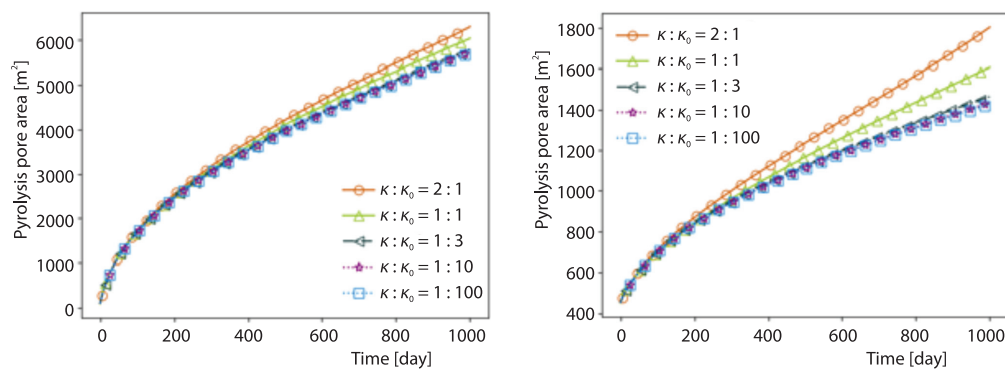 Pyrolysis pore area [m²]
6000
5000
4000
3000
2000
1000
0
0 200 400 600 800 1000
Time [day]
κ : κ₀ = 2 : 1
κ : κ₀ = 1 : 1
κ : κ₀ = 1 : 3
κ : κ₀ = 1 : 10
κ : κ₀ = 1 : 100
Pyrolysis pore area [m²]
1800
1600
1400
1200
1000
800
600
400
0 200 400 600 800 1000
Time [day]
κ : κ₀ = 2 : 1
κ : κ₀ = 1 : 1
κ : κ₀ = 1 : 3
κ : κ₀ = 1 : 10
κ : κ₀ = 1 : 100